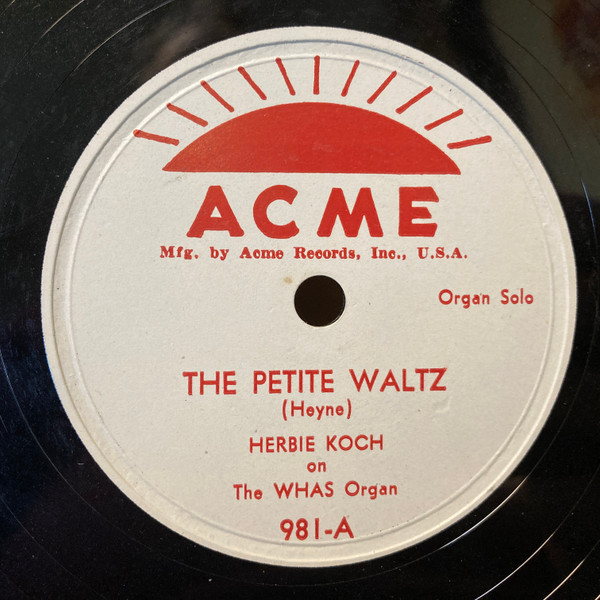 ACME
Mfg. by Acme Records, Inc., U.S.A.
Organ Solo
THE PETITE WALTZ
(Heyne)
HERBIE KOCH
on
The WHAS Organ
981-A